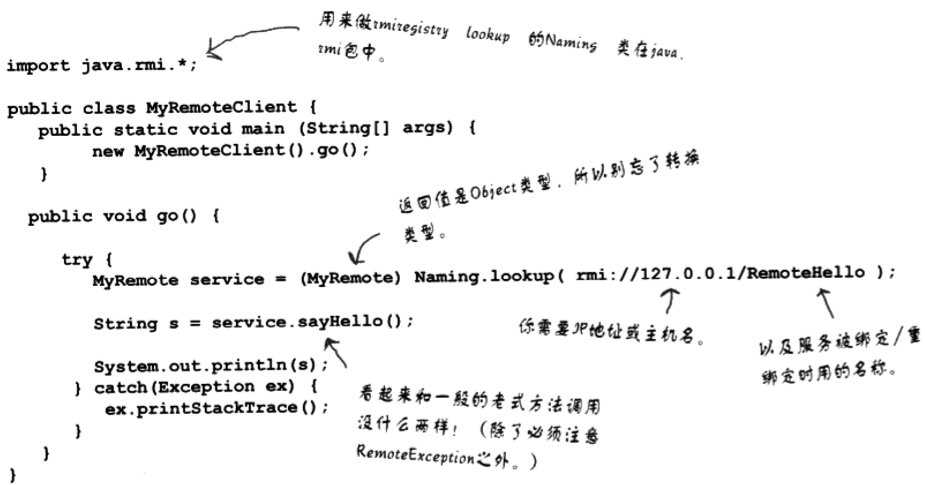 用来做rmiregistry lookup 的Naming 类在java.
rmi包中。
import java.rmi.*;
public class MyRemoteClient {
public static void main (String[] args) {
new MyRemoteClient().go();
}
返回值是Object类型，所以别忘了转换
类型。
public void go() {
try {
MyRemote service = (MyRemote) Naming.lookup( rmi://127.0.0.1/RemoteHello );
String s = service.sayHello();
你需要IP地址或主机名。
以及服务被绑定/重
绑定时用的名称。
System.out.println(s);
} catch(Exception ex) {
ex.printStackTrace();
}
}
}
看起来和一般的老式方法调用
没什么两样！（除了必须注意
RemoteException之外。）